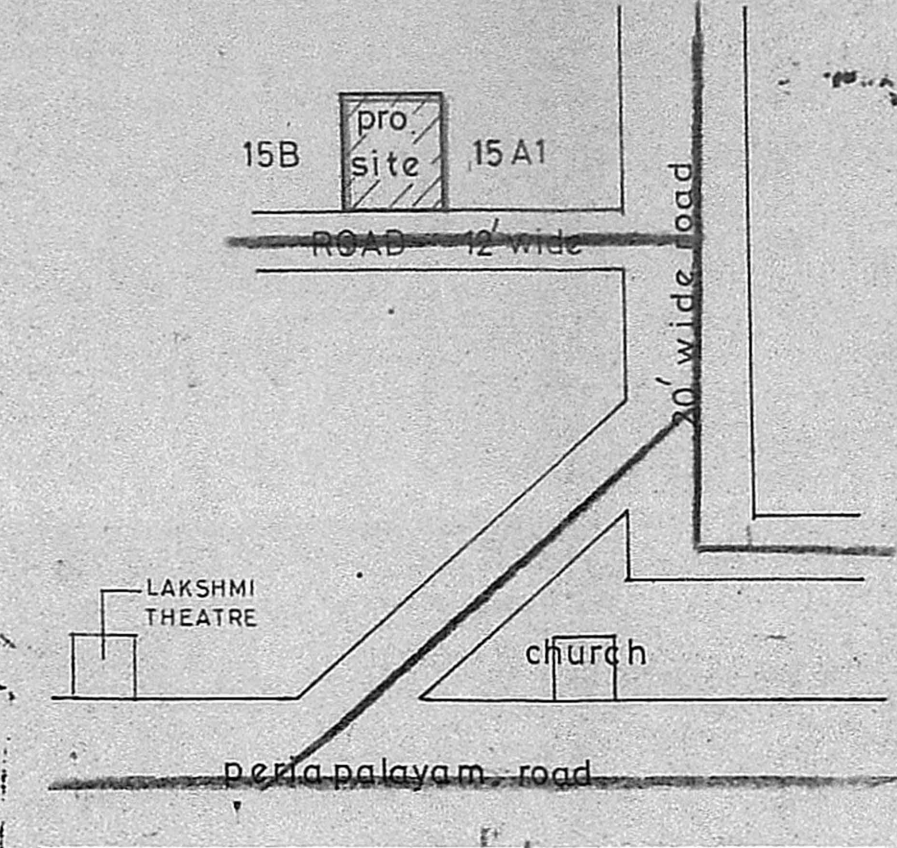 pro.
15B
site
15A1
ROAD 12' wide
20' wide road
LAKSHMI
THEATRE
church
peria palayam road